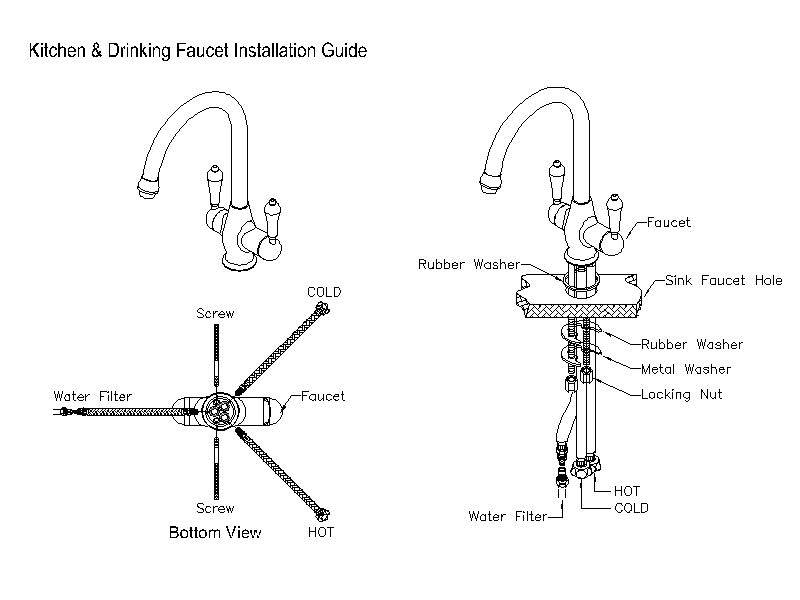 Kitchen & Drinking Faucet Installation Guide
Faucet
Rubber Washer
Sink Faucet Hole
COLD
Screw
Rubber Washer
Metal Washer
Water Filter
Faucet
Locking Nut
HOT
Screw
COLD
Water Filter
Bottom View
HOT